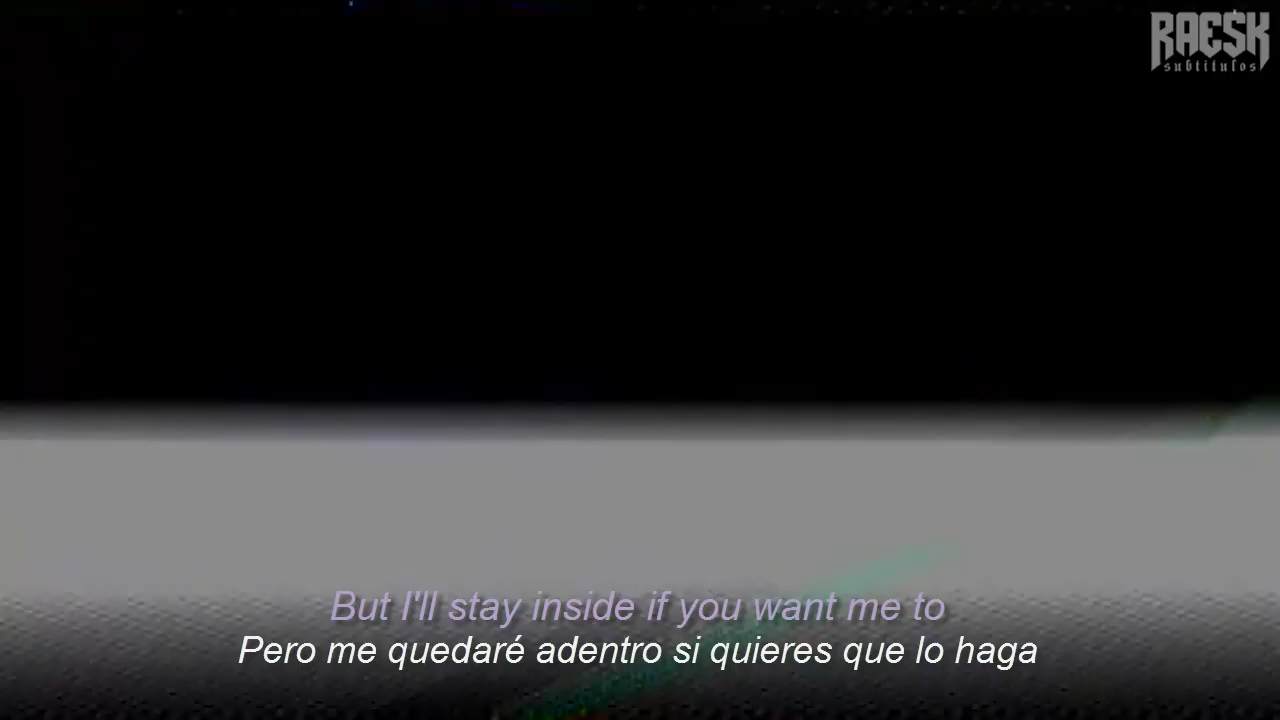 RAE$K
subtitulos
But I'll stay inside if you want me to
Pero me quedaré adentro si quieres que lo haga